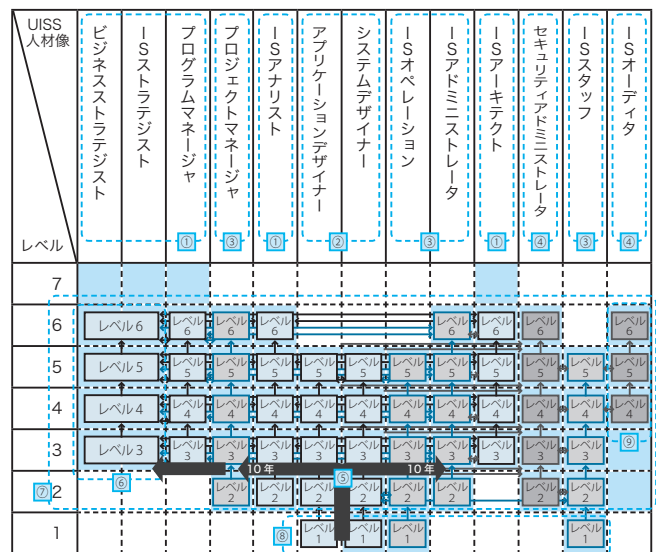 UISS
人材像
レベル
ビジネスストラテジスト
ISストラテジスト
プログラムマネージャ
プロジェクトマネージャ
ISアナリスト
アプリケーションデザイナー
システムデザイナー
ISオペレーション
ISアドミニストレータ
ISアーキテクト
セキュリティアドミニストレータ
ISスタッフ
ISオーディタ
① ③ ① ② ③ ① ④ ③ ④
7
6 レベル6 レベル6 レベル6 レベル6 レベル6 レベル6 レベル6 レベル6
5 レベル5 レベル5 レベル5 レベル5 レベル5 レベル5 レベル5 レベル5 レベル5 レベル5 レベル5 レベル5
4 レベル4 レベル4 レベル4 レベル4 レベル4 レベル4 レベル4 レベル4 レベル4 レベル4 レベル4 レベル4
⑨
3 レベル3 レベル3 レベル3 レベル3 レベル3 レベル3 レベル3 レベル3 レベル3 レベル3 レベル3
10年 10年
⑥ ⑤
⑦ 2 レベル2 レベル2 レベル2 レベル2 レベル2 レベル2 レベル2 レベル2
1 ⑧ レベル1 レベル1 レベル1 レベル1